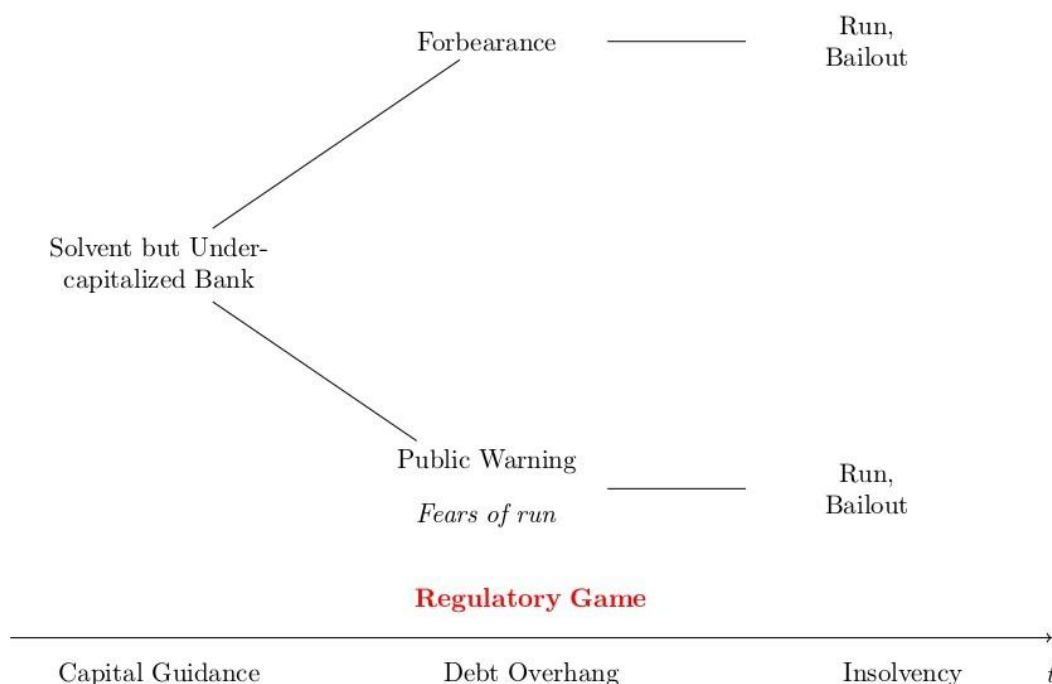 Forbearance
Run,
Bailout
Solvent but Under-
capitalized Bank
Public Warning
Fears of run
Run,
Bailout
Regulatory Game
Capital Guidance
Debt Overhang
Insolvency
t